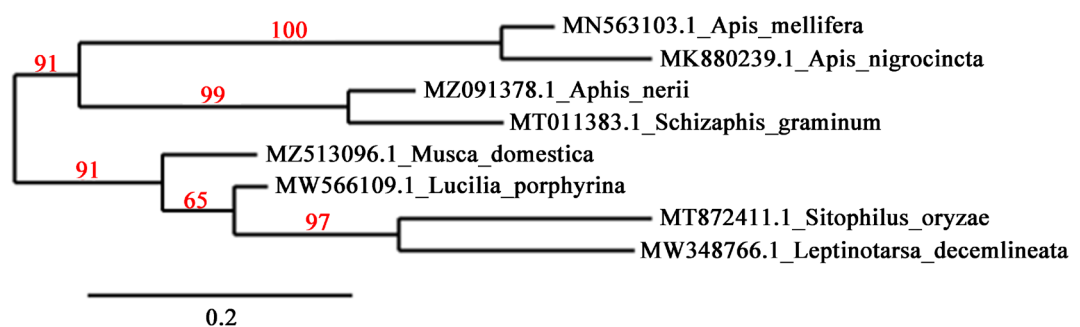 100
MN563103.1_Apis_mellifera
91
MK880239.1_Apis_nigrocincta
99
MZ091378.1_Aphis_nerii
MT011383.1_Schizaphis_graminum
91
MZ513096.1_Musca_domestica
65
MW566109.1_Lucilia_porphyrina
97
MT872411.1_Sitophilus_oryzae
MW348766.1_Leptinotarsa_decemlineata
0.2